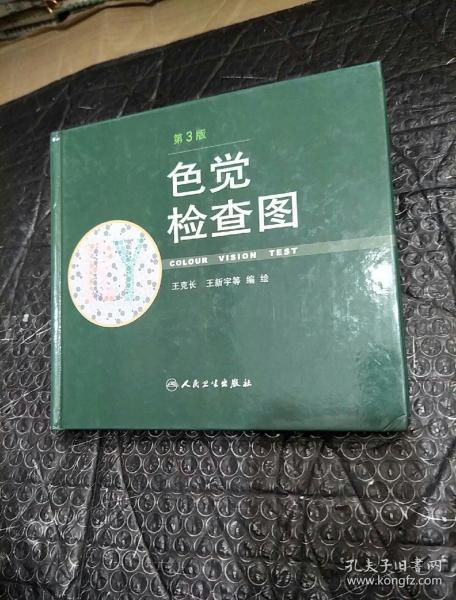 第3版
色觉
检查图
COLOUR VISION TEST
王克长 王新宇等 编 绘
人民卫生出版社
孔夫子旧书网
www.kongfz.com